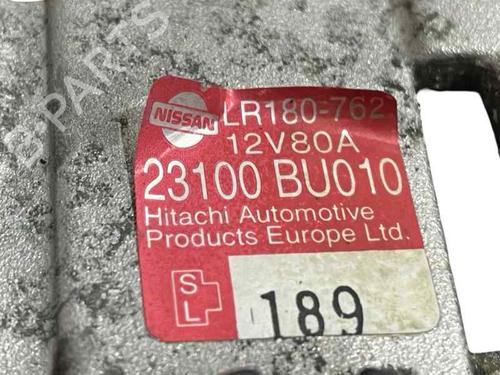 NISSAN
LR180-762
12V80A
23100 BU010
Hitachi Automotive
Products Europe Ltd.
S
L
189
B-PARTS